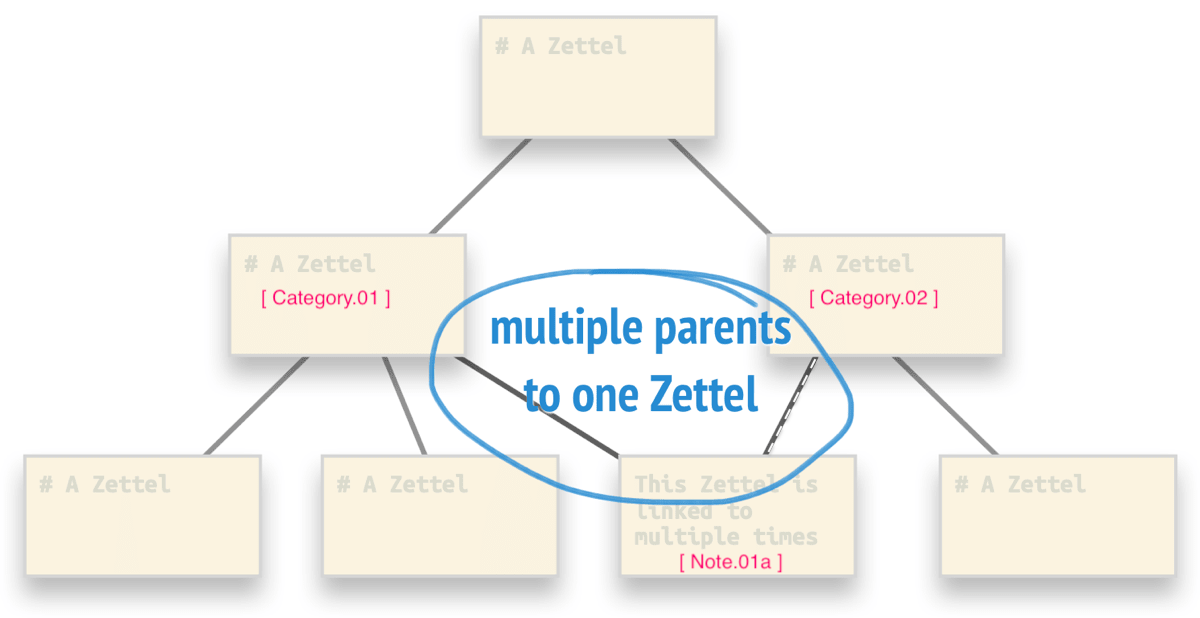 # A Zettel
# A Zettel
[ Category.01 ]
# A Zettel
[ Category.02 ]
multiple parents
to one Zettel
# A Zettel
# A Zettel
This Zettel is
linked to
multiple times
[ Note.01a ]
# A Zettel